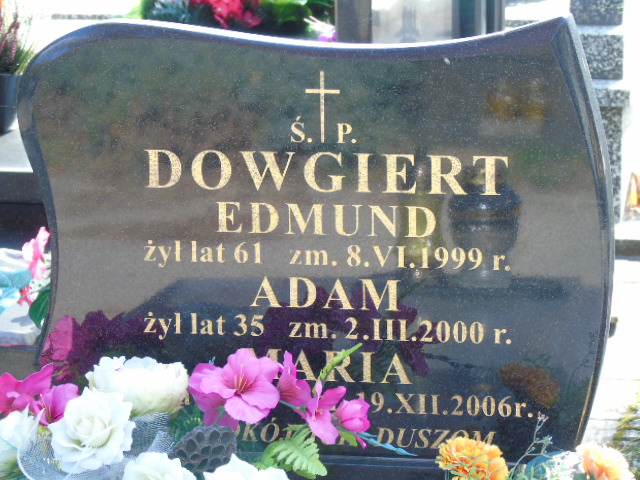 Ś. P.
DOWGIERT
EDMUND
żył lat 61 zm. 8.VI.1999 r.
ADAM
żył lat 35 zm. 2.III.2000 r.
MARIA
19.XII.2006r.
DUSZOM